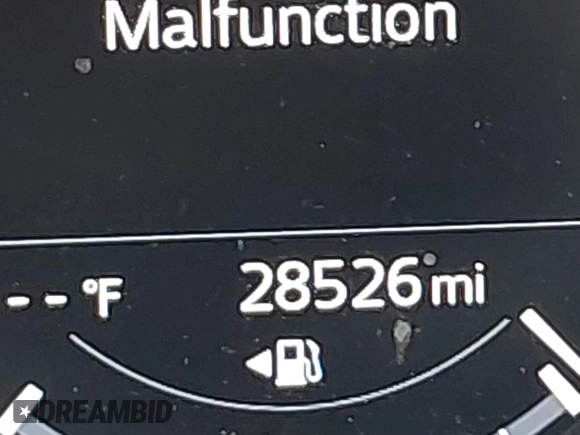 Malfunction
-- °F 28526 mi
DREAMBID